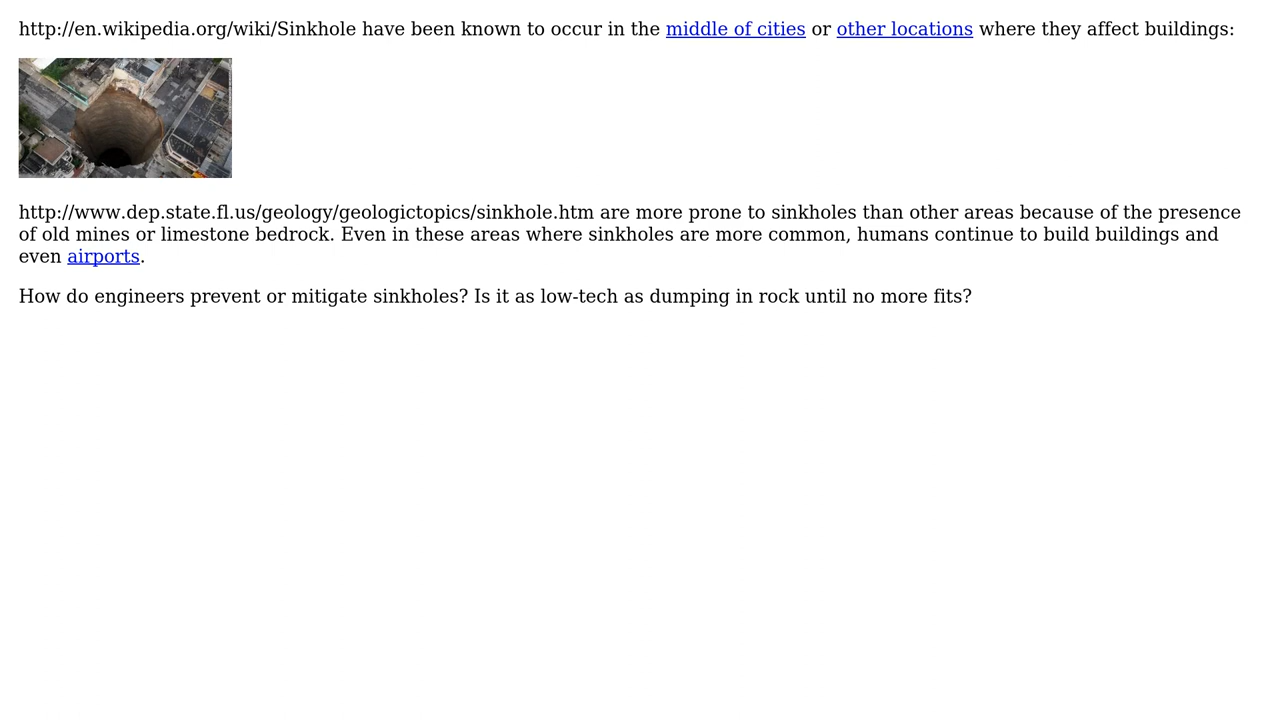 http://en.wikipedia.org/wiki/Sinkhole have been known to occur in the middle of cities or other locations where they affect buildings:
http://www.dep.state.fl.us/geology/geologictopics/sinkhole.htm are more prone to sinkholes than other areas because of the presence
of old mines or limestone bedrock. Even in these areas where sinkholes are more common, humans continue to build buildings and
even airports.
How do engineers prevent or mitigate sinkholes? Is it as low-tech as dumping in rock until no more fits?